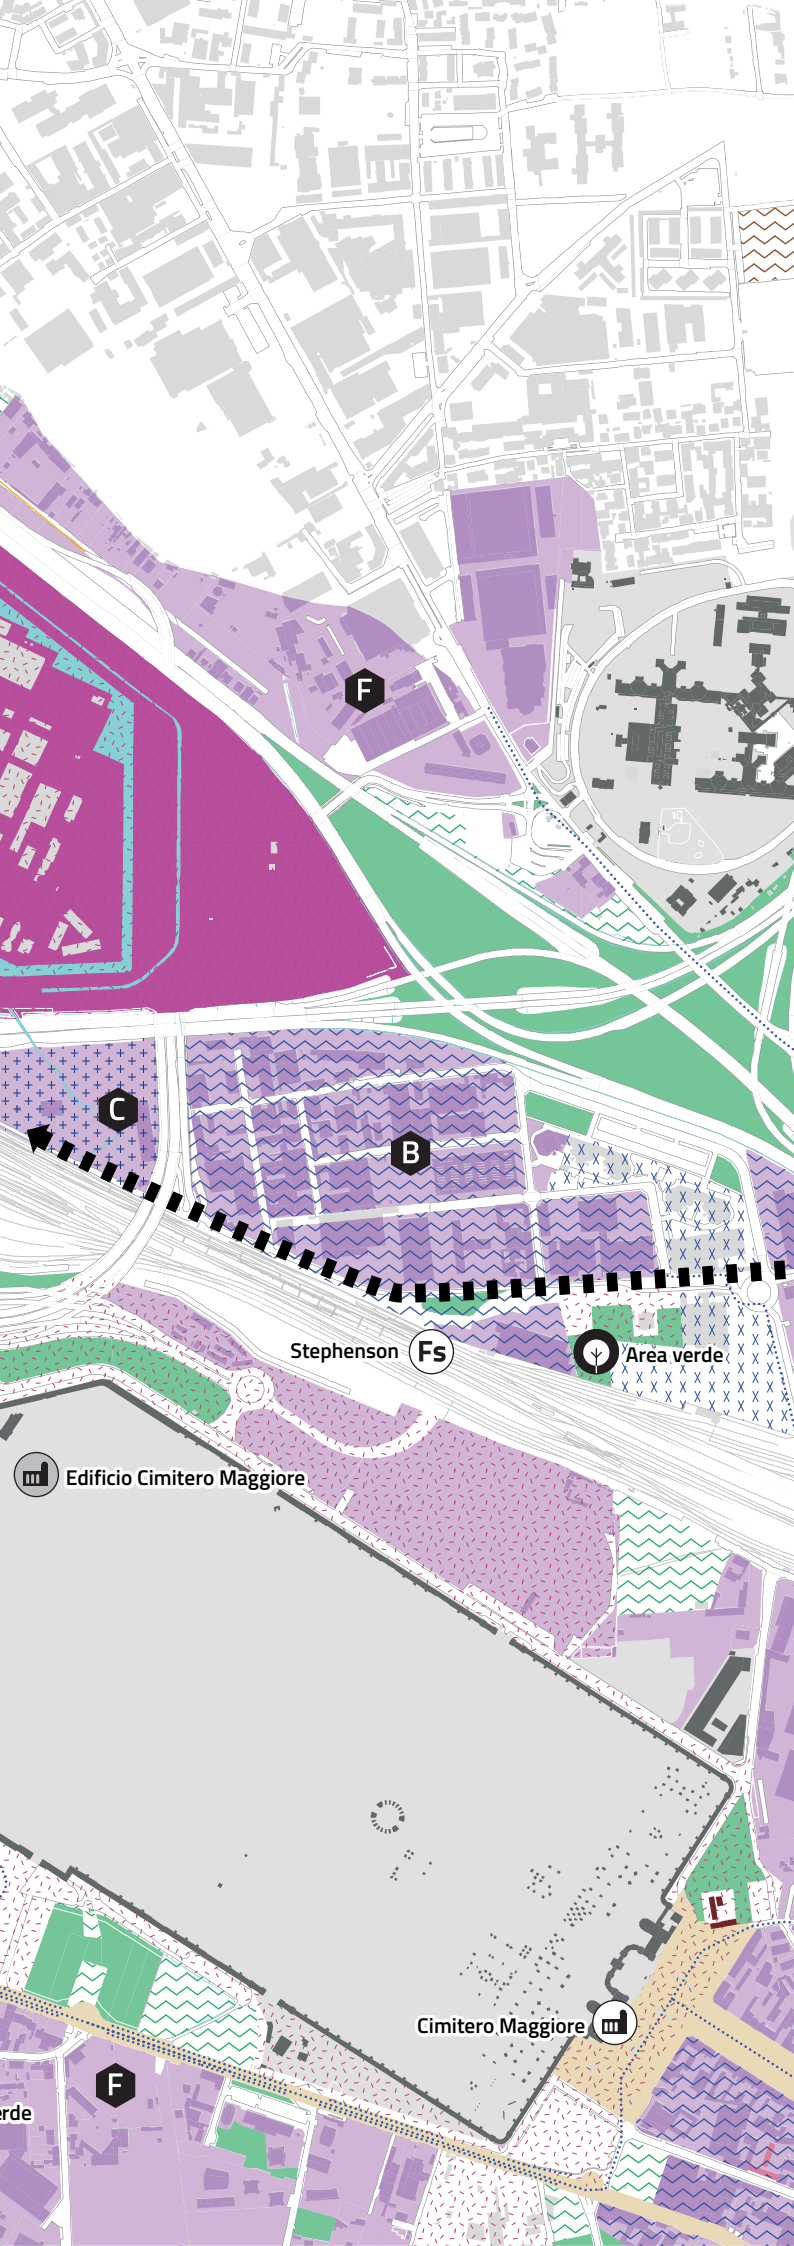 F
C
B
Stephenson Fs
Area verde
Edificio Cimitero Maggiore
Cimitero Maggiore
F
erde